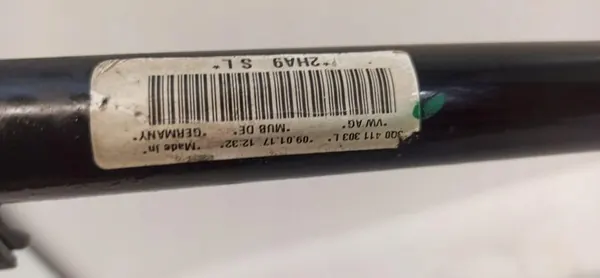 3Q0 411 303 L* *09.01.17 12:32* *Made in*
*VW AG* *MUB DE* *GERMANY*
*2HA9 S L*